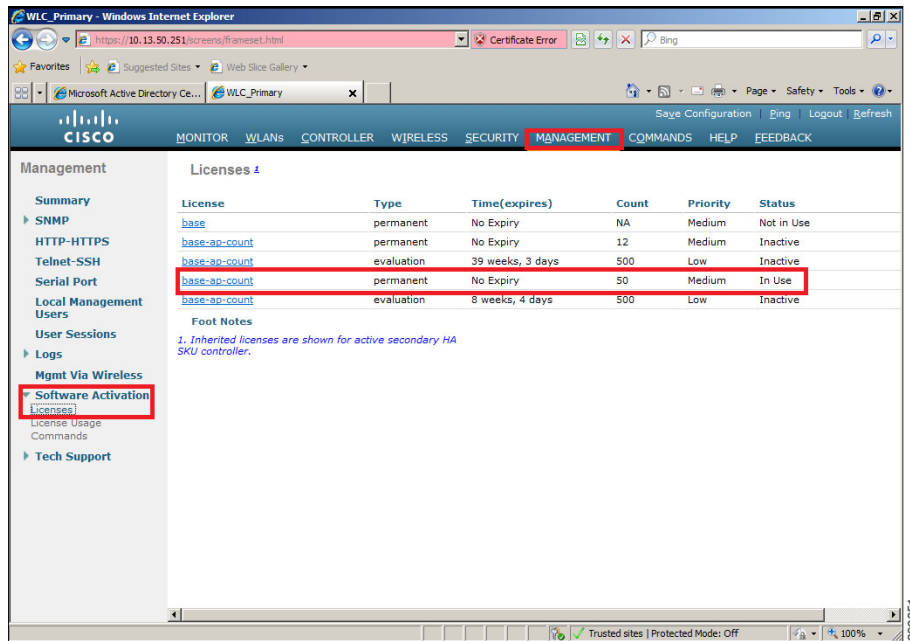 WLC_Primary - Windows Internet Explorer
https://10.13.50.251/screens/frameset.html Certificate Error Bing
Favorites Suggested Sites Web Slice Gallery
Microsoft Active Directory Ce... WLC_Primary Page Safety Tools
Save Configuration | Ping | Logout | Refresh
CISCO MONITOR WLANs CONTROLLER WIRELESS SECURITY MANAGEMENT COMMANDS HELP FEEDBACK
Management
Summary
SNMP
HTTP-HTTPS
Telnet-SSH
Serial Port
Local Management
Users
User Sessions
Logs
Mgmt Via Wireless
Software Activation
Licenses
License Usage
Commands
Tech Support
Licenses 1
License Type Time(expires) Count Priority Status
base permanent No Expiry NA Medium Not in Use
base-ap-count permanent No Expiry 12 Medium Inactive
base-ap-count evaluation 39 weeks, 3 days 500 Low Inactive
base-ap-count permanent No Expiry 50 Medium In Use
base-ap-count evaluation 8 weeks, 4 days 500 Low Inactive
Foot Notes
1. Inherited licenses are shown for active secondary HA
SKU controller.
Trusted sites | Protected Mode: Off 100%